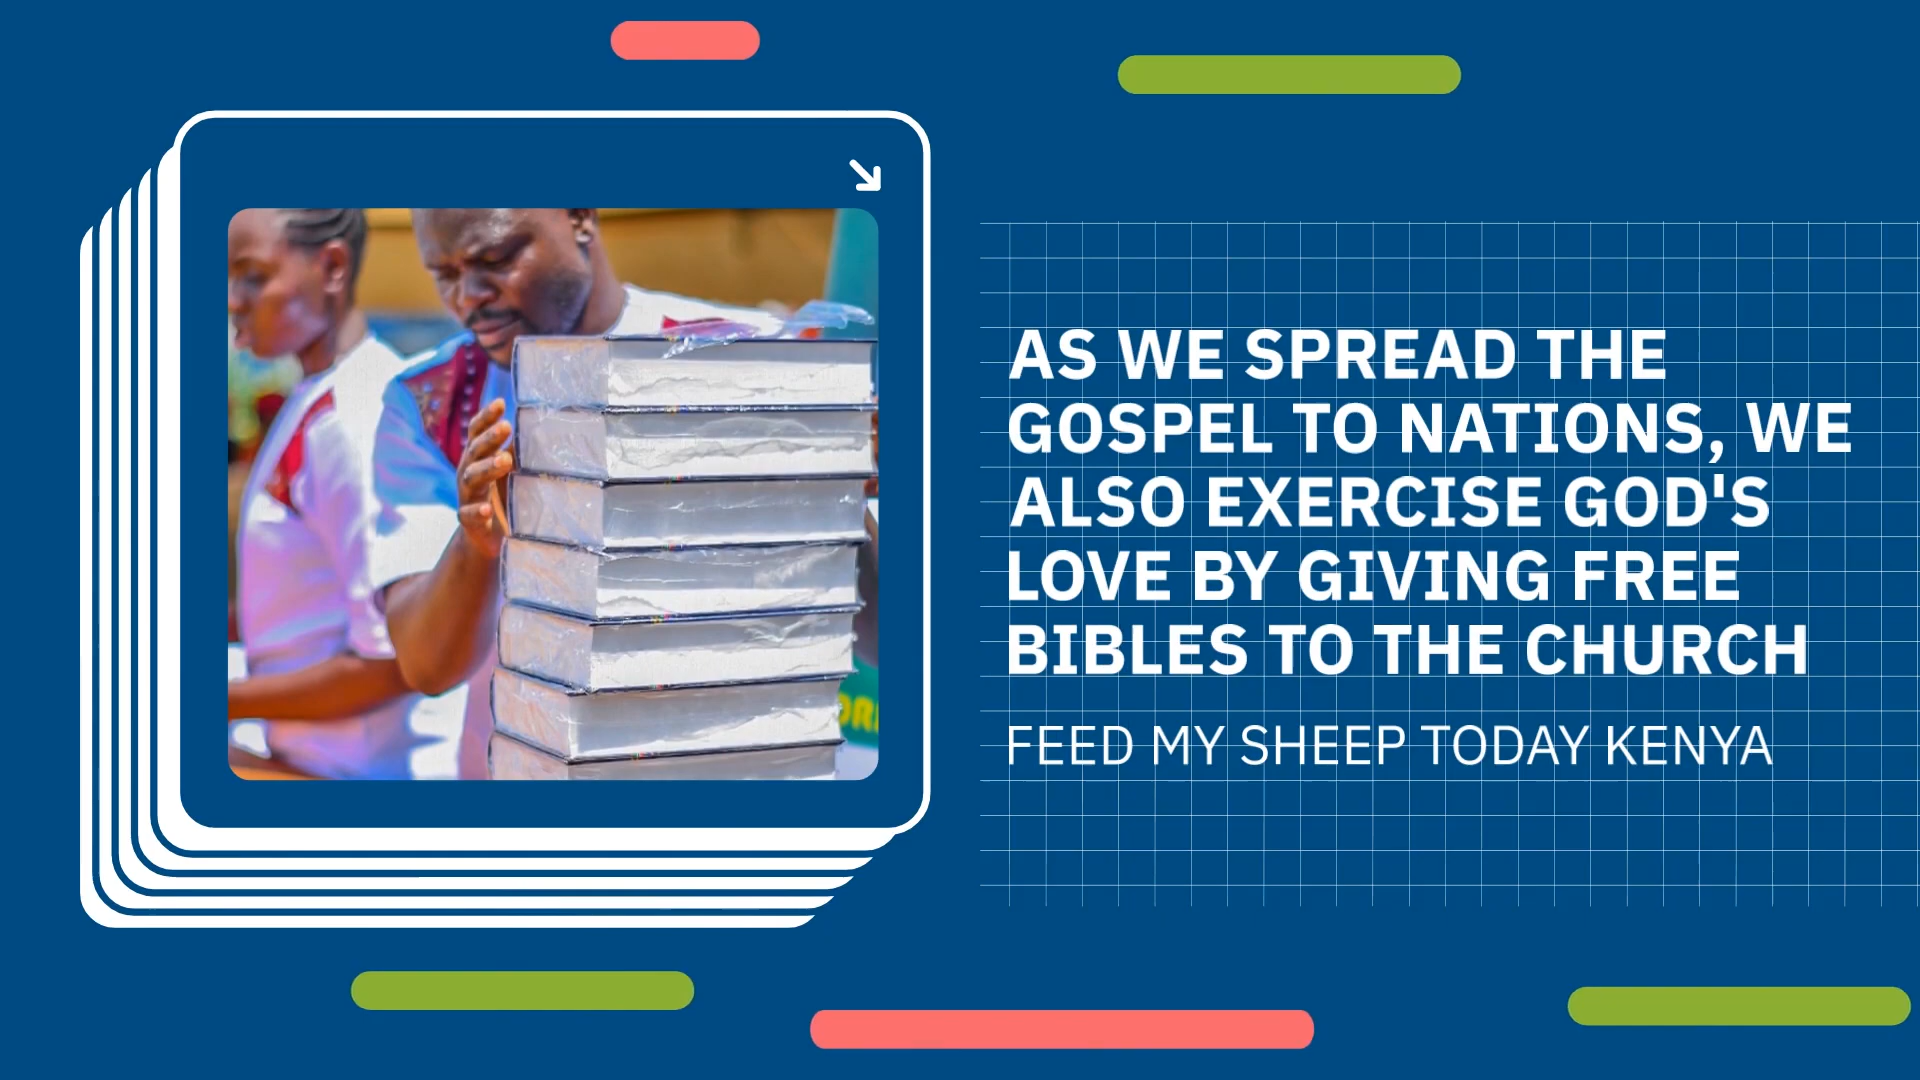 AS WE SPREAD THE
GOSPEL TO NATIONS, WE
ALSO EXERCISE GOD'S
LOVE BY GIVING FREE
BIBLES TO THE CHURCH
FEED MY SHEEP TODAY KENYA